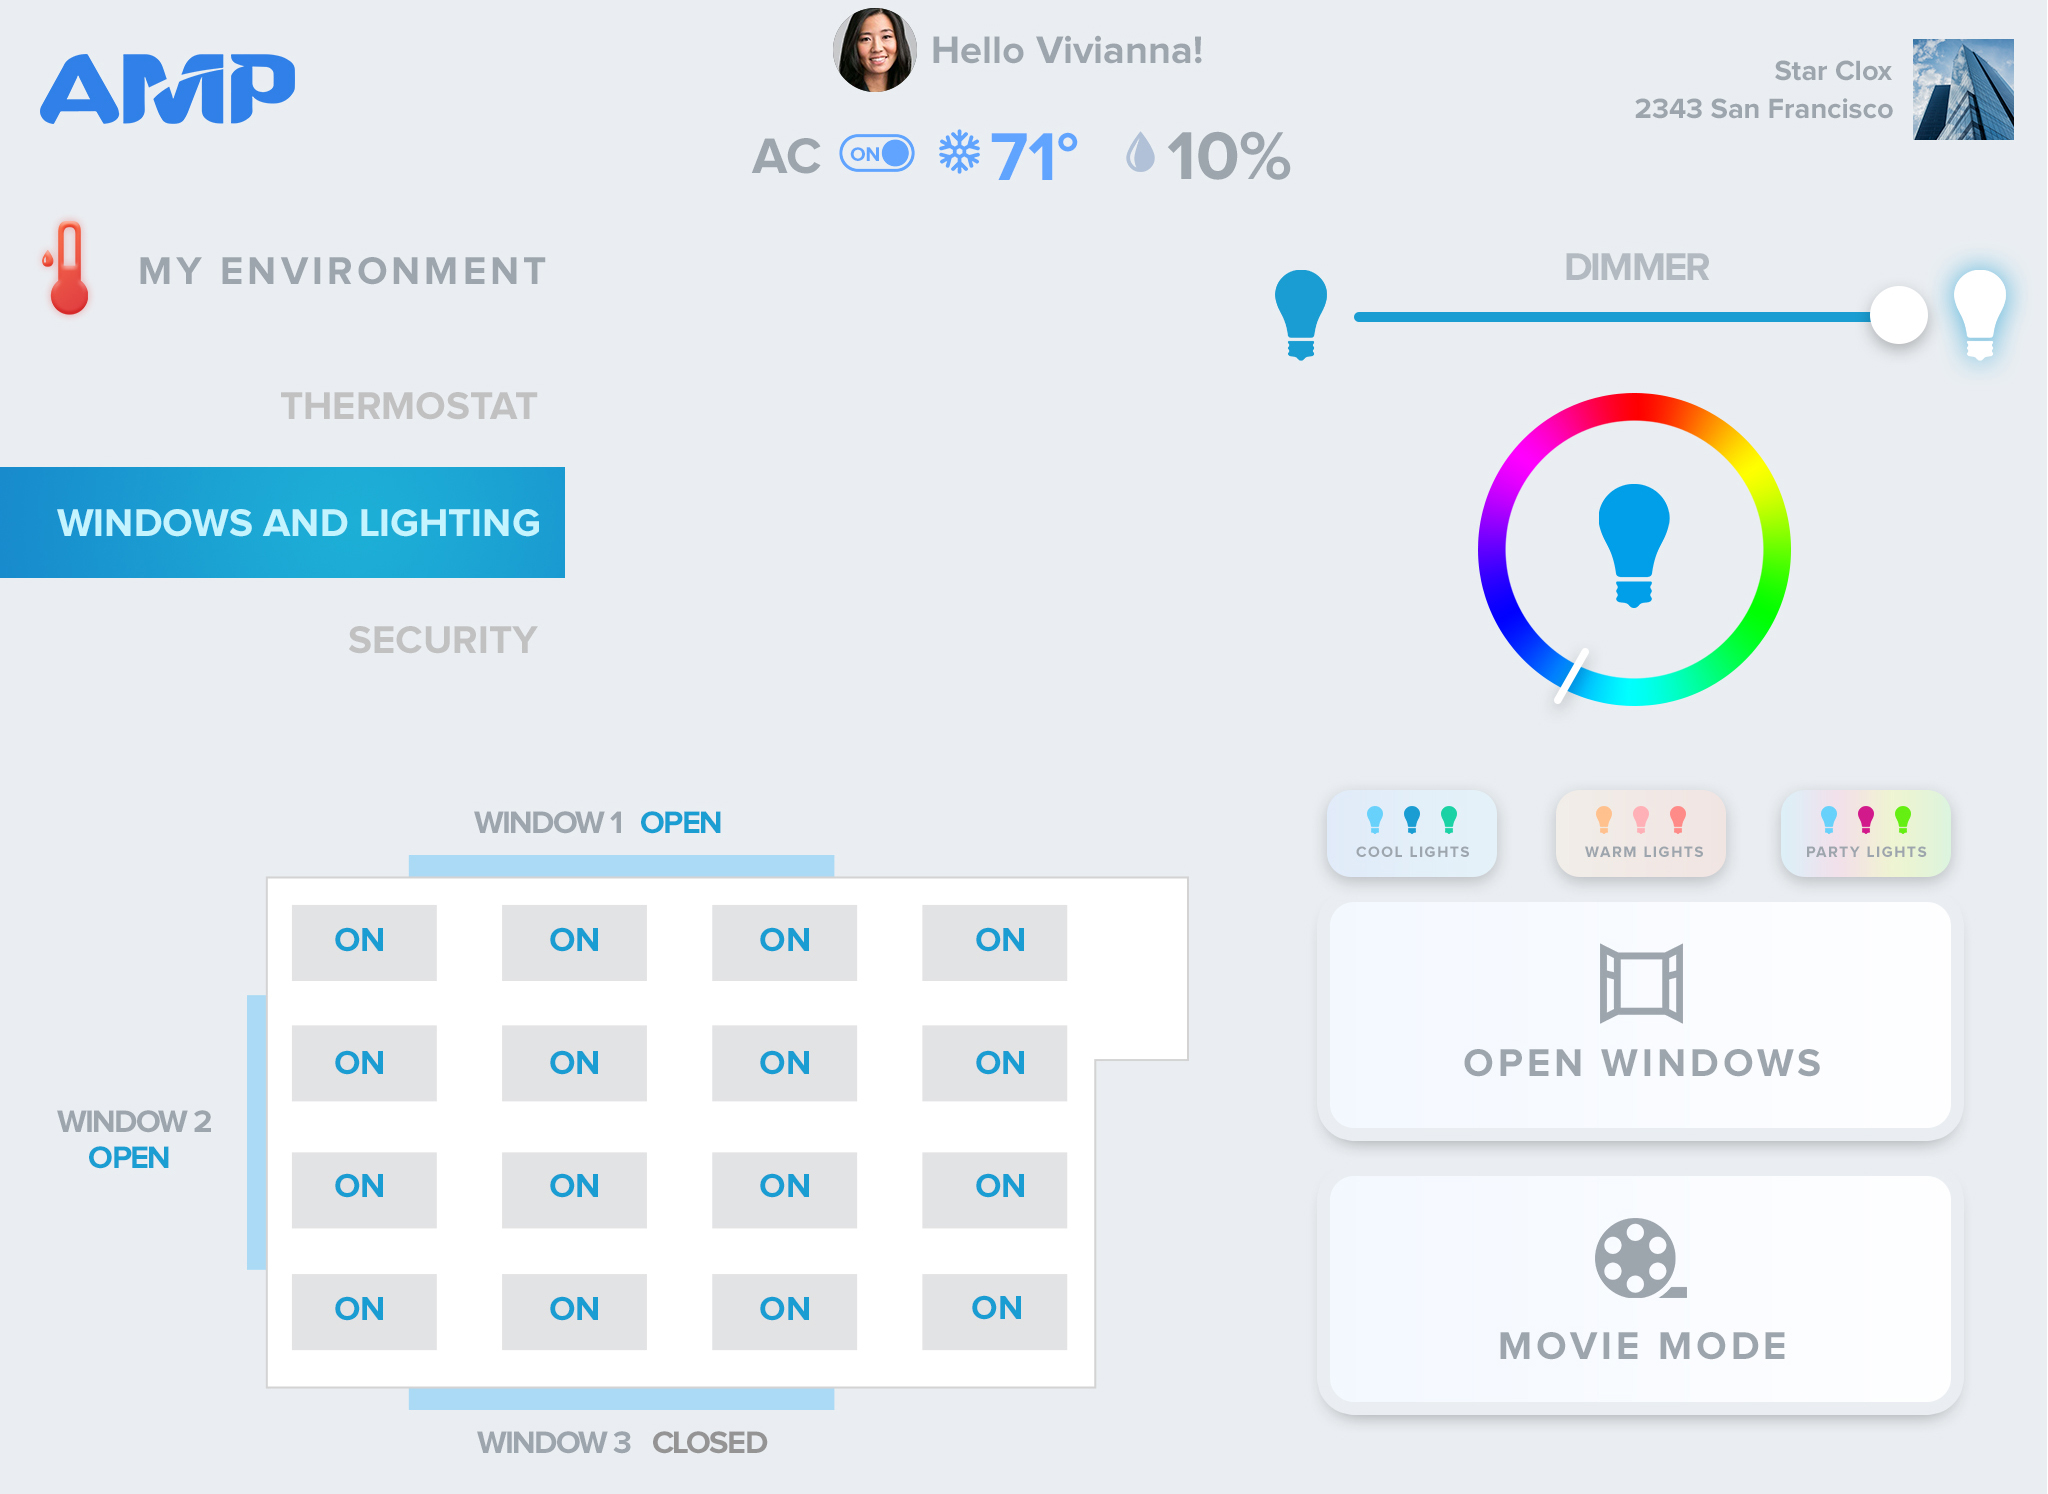 AMP
Hello Vivianna!
Star Clox
2343 San Francisco
AC ON 71° 10%
MY ENVIRONMENT
DIMMER
THERMOSTAT
WINDOWS AND LIGHTING
SECURITY
WINDOW 1 OPEN
COOL LIGHTS
WARM LIGHTS
PARTY LIGHTS
ON ON ON ON
ON ON ON ON
WINDOW 2
OPEN
ON ON ON ON
ON ON ON ON
WINDOW 3 CLOSED
OPEN WINDOWS
MOVIE MODE